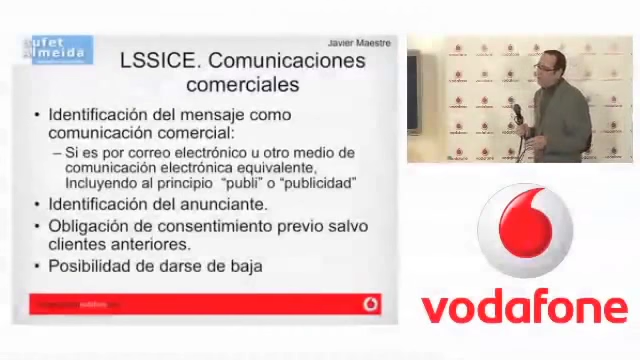 Bufet
Almeida
Javier Maestre
LSSICE. Comunicaciones
comerciales
• Identificación del mensaje como
comunicación comercial:
– Si es por correo electrónico u otro medio de
comunicación electrónica equivalente,
Incluyendo al principio “publi” o “publicidad”
• Identificación del anunciante.
• Obligación de consentimiento previo salvo
clientes anteriores.
• Posibilidad de darse de baja
vodafone